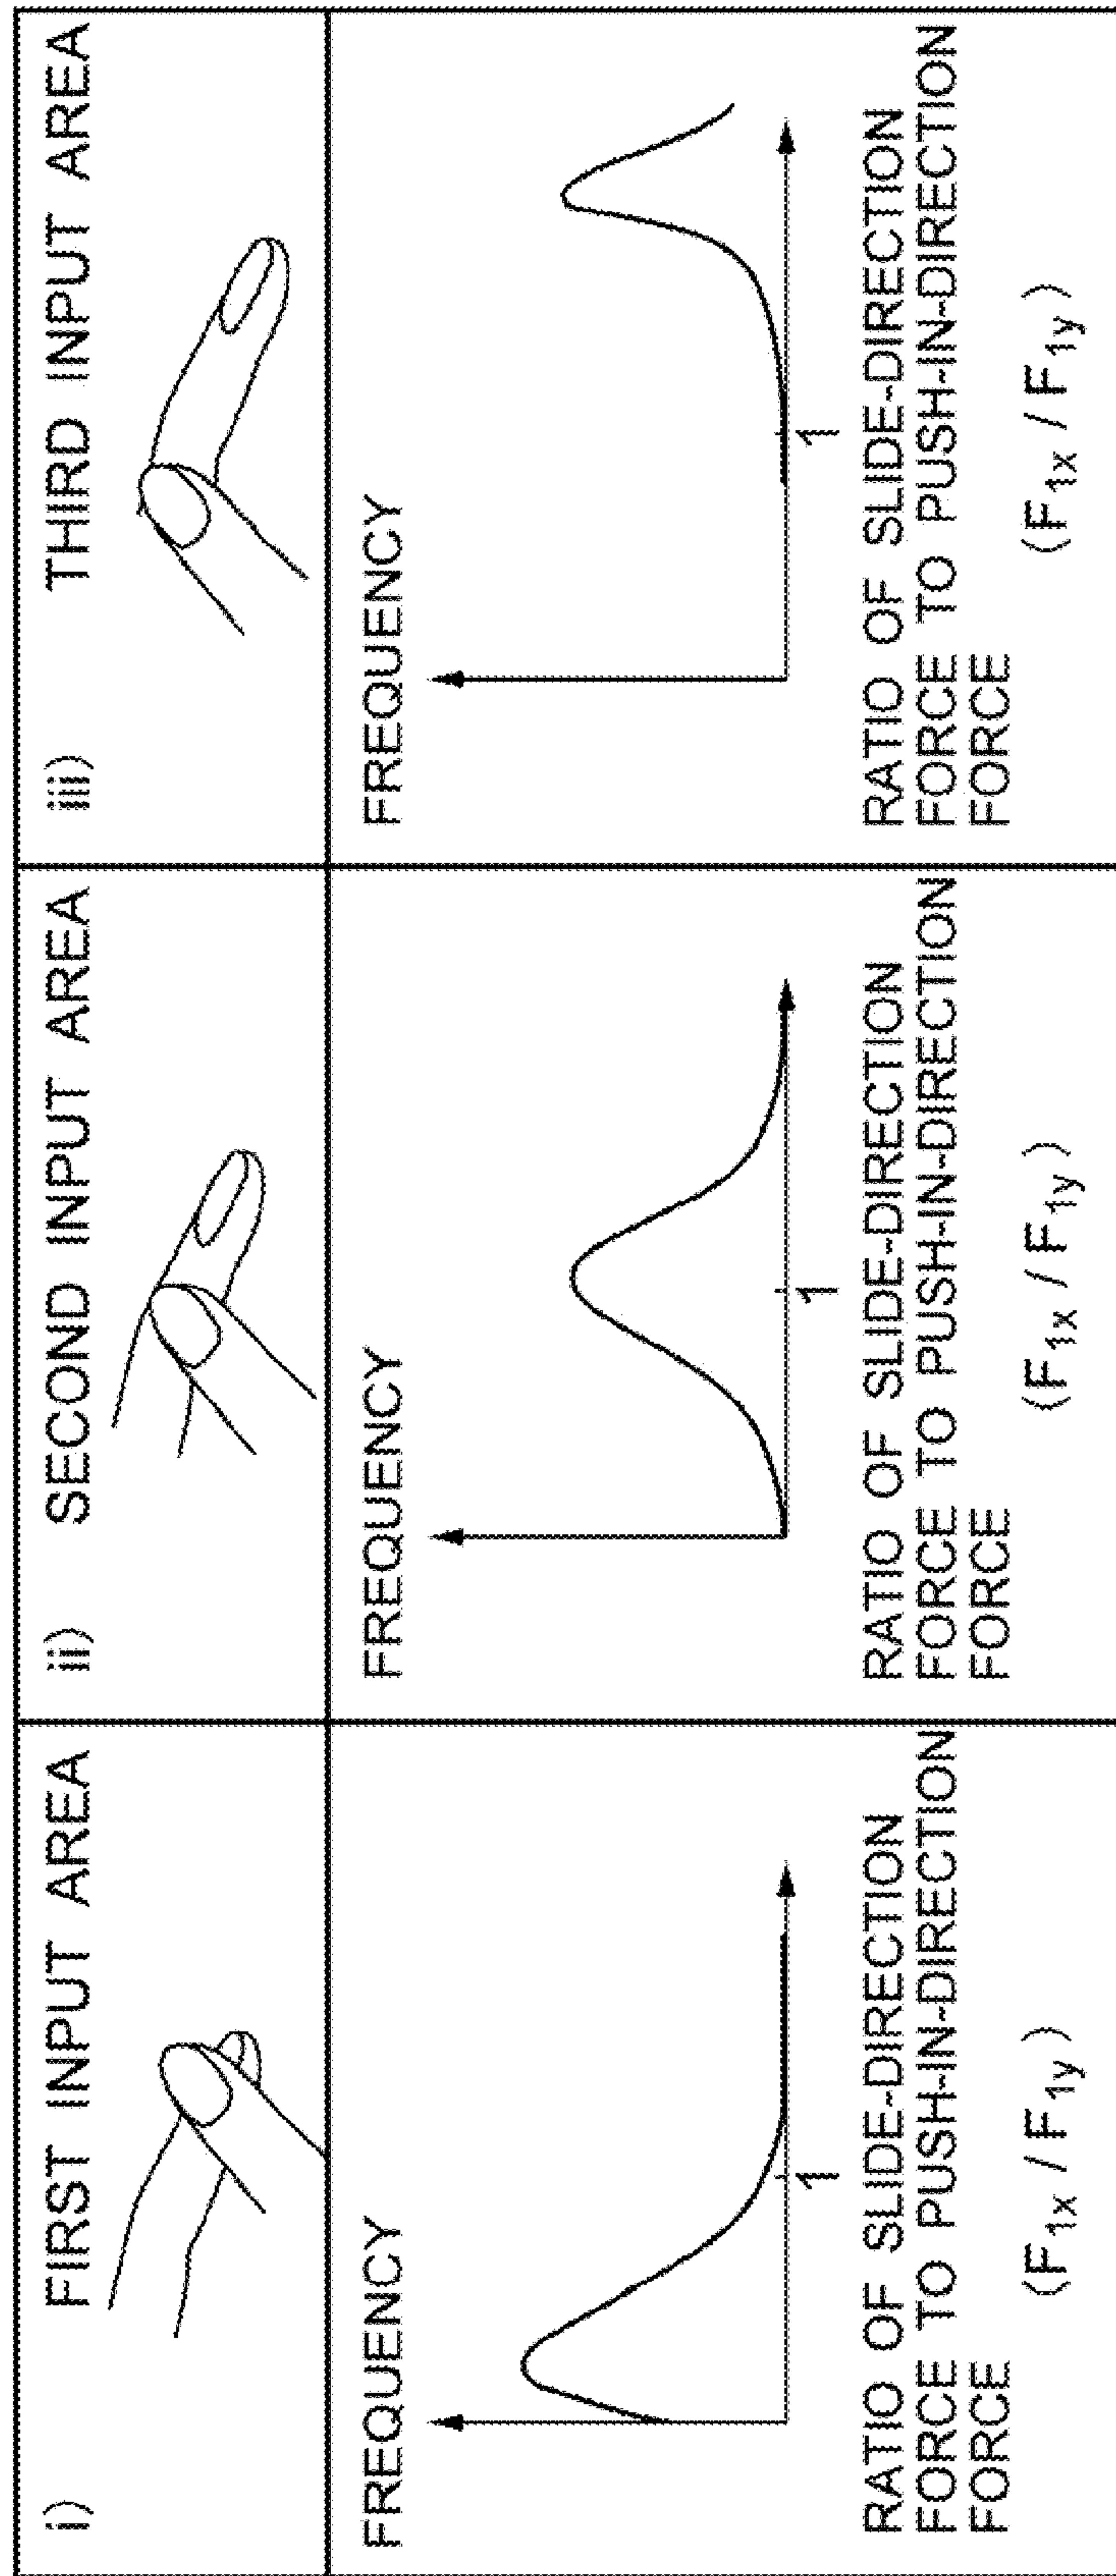 i) FIRST INPUT AREA
FREQUENCY
1
RATIO OF SLIDE-DIRECTION
FORCE TO PUSH-IN-DIRECTION
FORCE
(F1x / F1y)
ii) SECOND INPUT AREA
FREQUENCY
1
RATIO OF SLIDE-DIRECTION
FORCE TO PUSH-IN-DIRECTION
FORCE
(F1x / F1y)
iii) THIRD INPUT AREA
FREQUENCY
1
RATIO OF SLIDE-DIRECTION
FORCE TO PUSH-IN-DIRECTION
FORCE
(F1x / F1y)